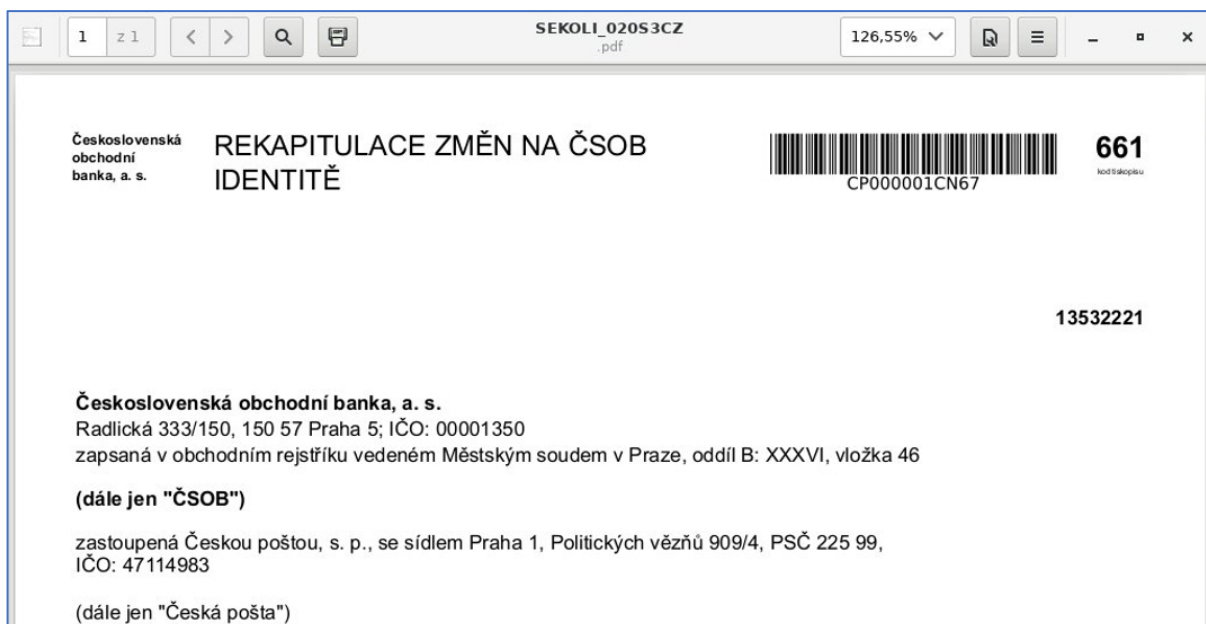 1 z 1
SEKOLI_020S3CZ
.pdf
126,55%
Československá
obchodní
banka, a. s.
REKAPITULACE ZMĚN NA ČSOB
IDENTITĚ
CP000001CN67
661
kod tiskopisu
13532221
Československá obchodní banka, a. s.
Radlická 333/150, 150 57 Praha 5; IČO: 00001350
zapsaná v obchodním rejstříku vedeném Městským soudem v Praze, oddíl B: XXXVI, vložka 46
(dále jen "ČSOB")
zastoupená Českou poštou, s. p., se sídlem Praha 1, Politických vězňů 909/4, PSČ 225 99,
IČO: 47114983
(dále jen "Česká pošta")